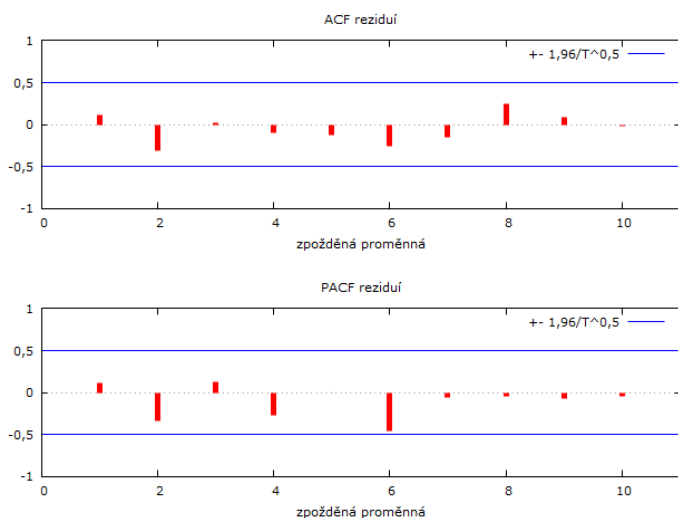 ACF reziduí
1
+- 1,96/T^0,5
0,5
0
-0,5
-1
0 2 4 6 8 10
zpožděná proměnná
PACF reziduí
1
+- 1,96/T^0,5
0,5
0
-0,5
-1
0 2 4 6 8 10
zpožděná proměnná